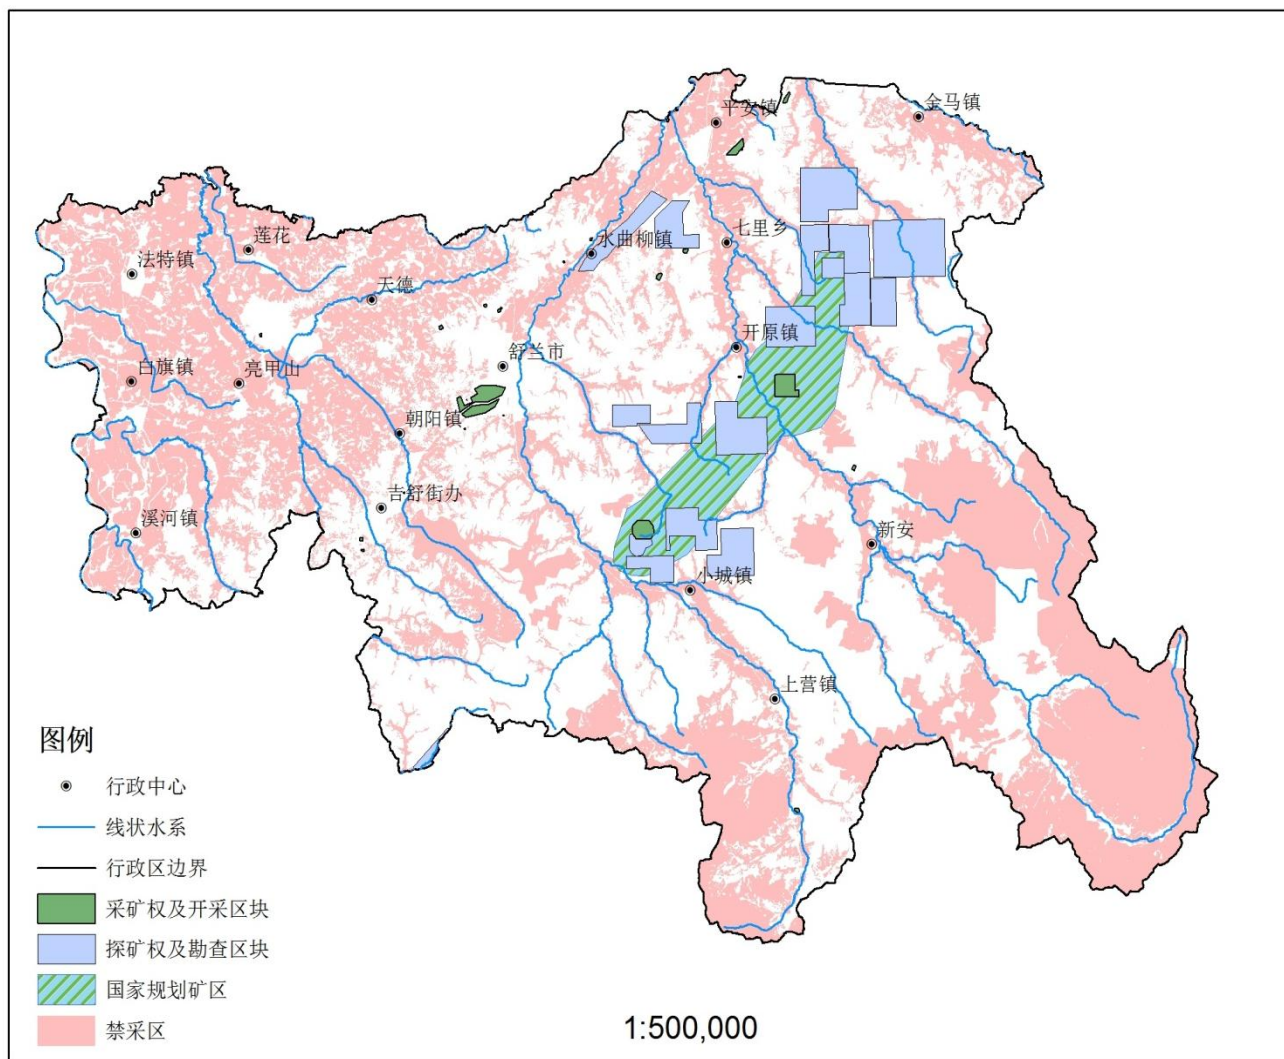 平安镇
金马镇
莲花
法特镇
水曲柳镇
七里乡
天德
开原镇
舒兰市
白旗镇
亮甲山
朝阳镇
吉舒街办
溪河镇
新安
小城镇
上营镇
图例
行政中心
线状水系
行政区边界
采矿权及开采区块
探矿权及勘查区块
国家规划矿区
禁采区
1:500,000